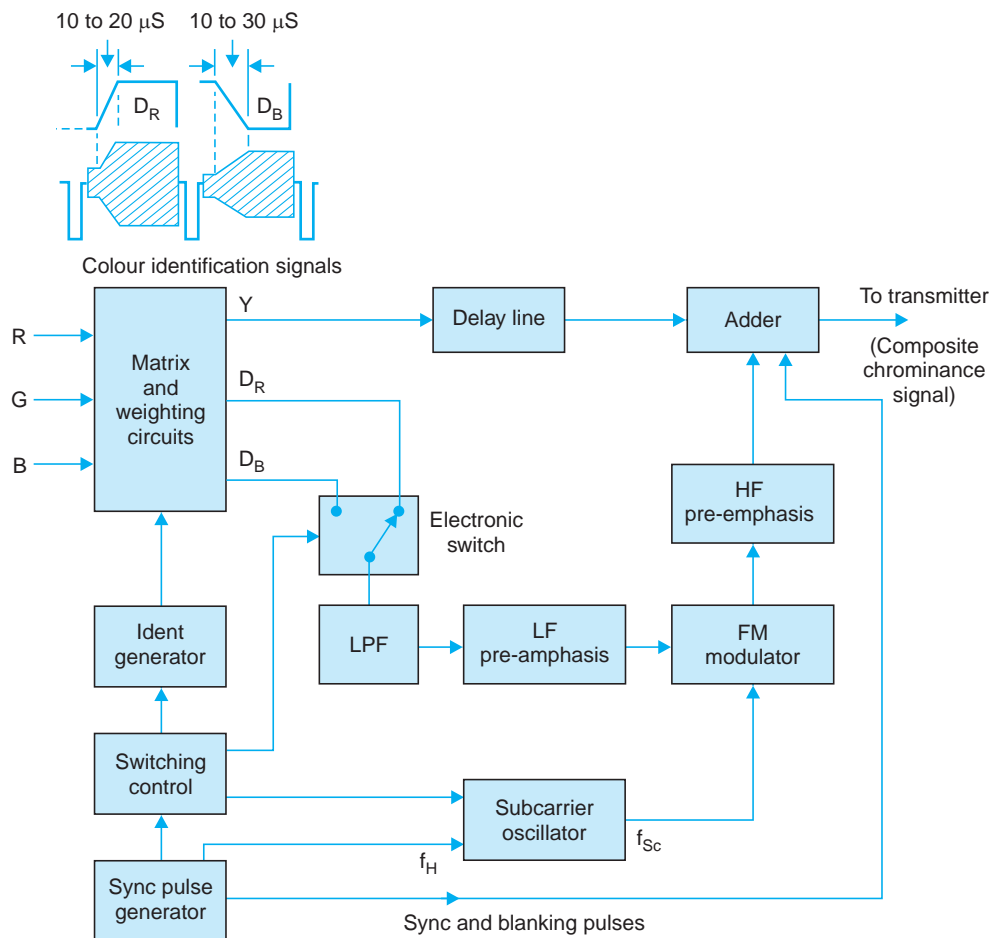 10 to 20 μS
10 to 30 μS
D_R
D_B
Colour identification signals
R
G
B
Matrix
and
weighting
circuits
Y
D_R
D_B
Delay line
Adder
To transmitter
(Composite
chrominance
signal)
Electronic
switch
HF
pre-emphasis
Ident
generator
LPF
LF
pre-amphasis
FM
modulator
Switching
control
Subcarrier
oscillator
f_Sc
f_H
Sync pulse
generator
Sync and blanking pulses